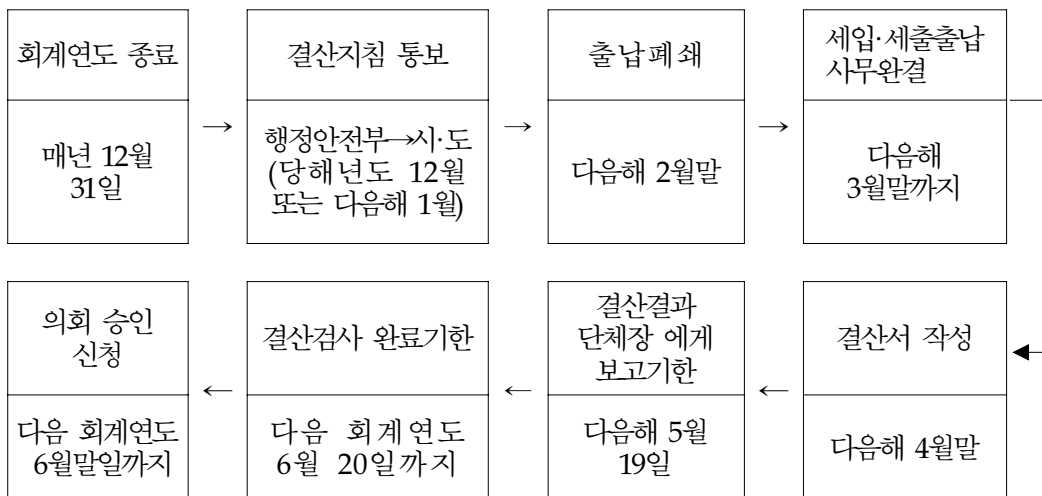 회계연도 종료
매년 12월
31일
→
결산지침 통보
행정안전부→시·도
(당해년도 12월
또는 다음해 1월)
→
출납폐쇄
다음해 2월말
→
세입·세출출납
사무완결
다음해
3월말까지
결산서 작성
다음해 4월말
←
결산결과
단체장 에게
보고기한
다음해 5월
19일
←
결산검사 완료기한
다음 회계연도
6월 20일까지
←
의회 승인
신청
다음 회계연도
6월말일까지